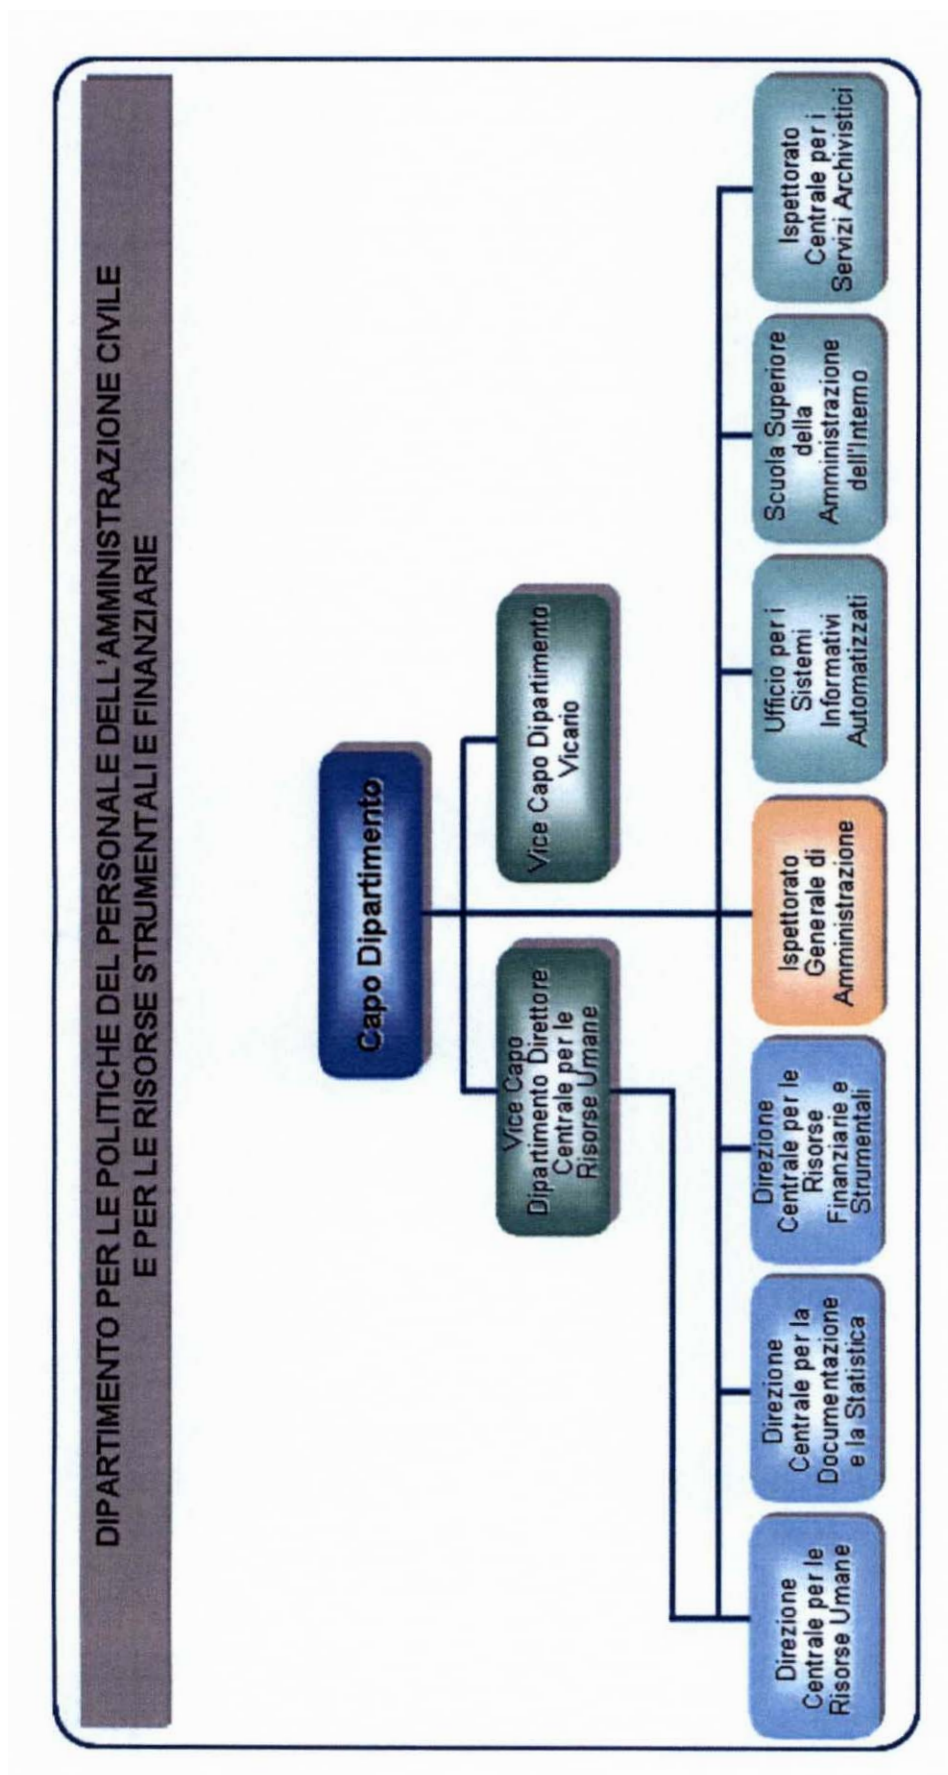 DIPARTIMENTO PER LE POLITICHE DEL PERSONALE DELL'AMMINISTRAZIONE CIVILE
E PER LE RISORSE STRUMENTALI E FINANZIARIE
Capo Dipartimento
Vice Capo
Dipartimento Direttore
Centrale per le
Risorse Umane
Vice Capo Dipartimento
Vicario
Direzione
Centrale per le
Risorse Umane
Direzione
Centrale per la
Documentazione
e la Statistica
Direzione
Centrale per le
Risorse
Finanziarie e
Strumentali
Ispettorato
Generale di
Amministrazione
Ufficio per i
Sistemi
Informativi
Automatizzati
Scuola Superiore
della
Amministrazione
dell'Interno
Ispettorato
Centrale per i
Servizi Archivistici